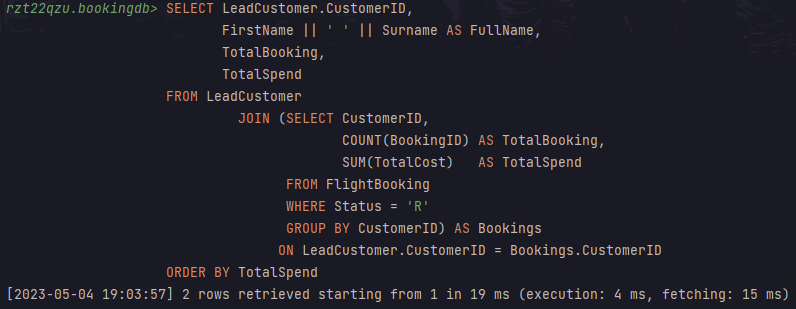 rzt22qzu.bookingdb> SELECT LeadCustomer.CustomerID,
FirstName || ' ' || Surname AS FullName,
TotalBooking,
TotalSpend
FROM LeadCustomer
JOIN (SELECT CustomerID,
COUNT(BookingID) AS TotalBooking,
SUM(TotalCost)   AS TotalSpend
FROM FlightBooking
WHERE Status = 'R'
GROUP BY CustomerID) AS Bookings
ON LeadCustomer.CustomerID = Bookings.CustomerID
ORDER BY TotalSpend
[2023-05-04 19:03:57] 2 rows retrieved starting from 1 in 19 ms (execution: 4 ms, fetching: 15 ms)